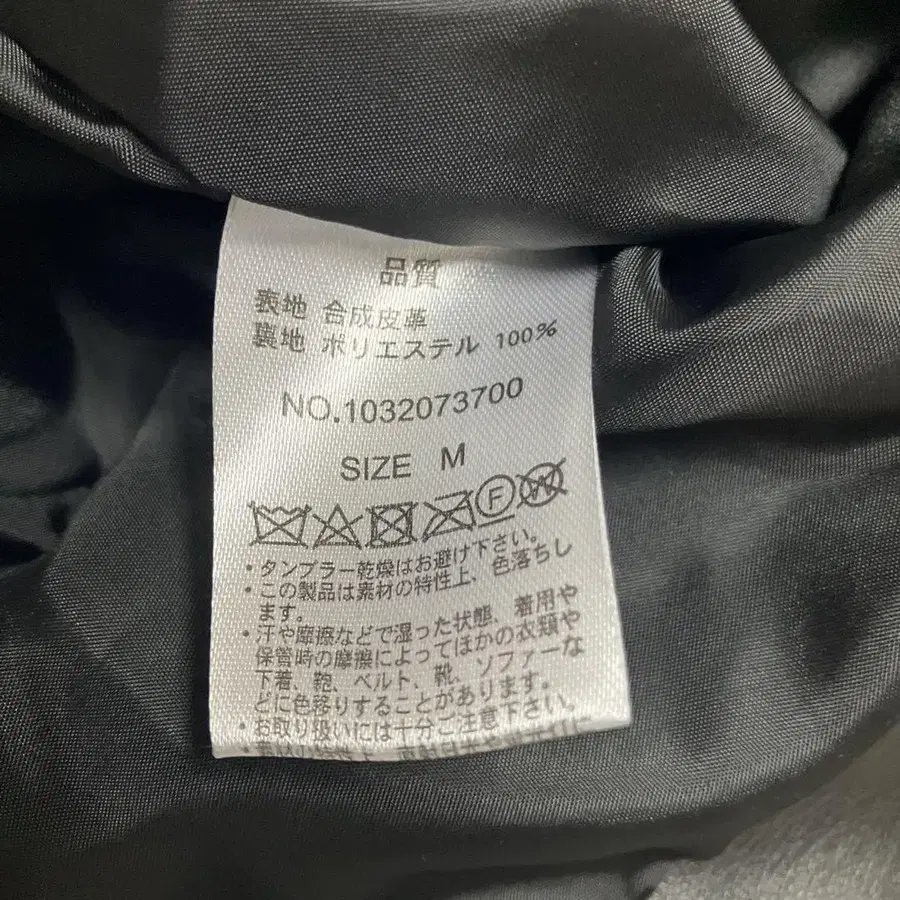 品質
表地 合成皮革
裏地 ポリエステル 100%
NO.1032073700
SIZE M
F W
・タンブラー乾燥はお避け下さい。
・この製品は素材の特性上、色落ちし
ます。
・汗や摩擦などで湿った状態、着用や
保管時の摩擦によってほかの衣類や
下着、鞄、ベルト、靴、ソファーな
どに色移りすることがあります。
・お取り扱いには十分ご注意下さい。